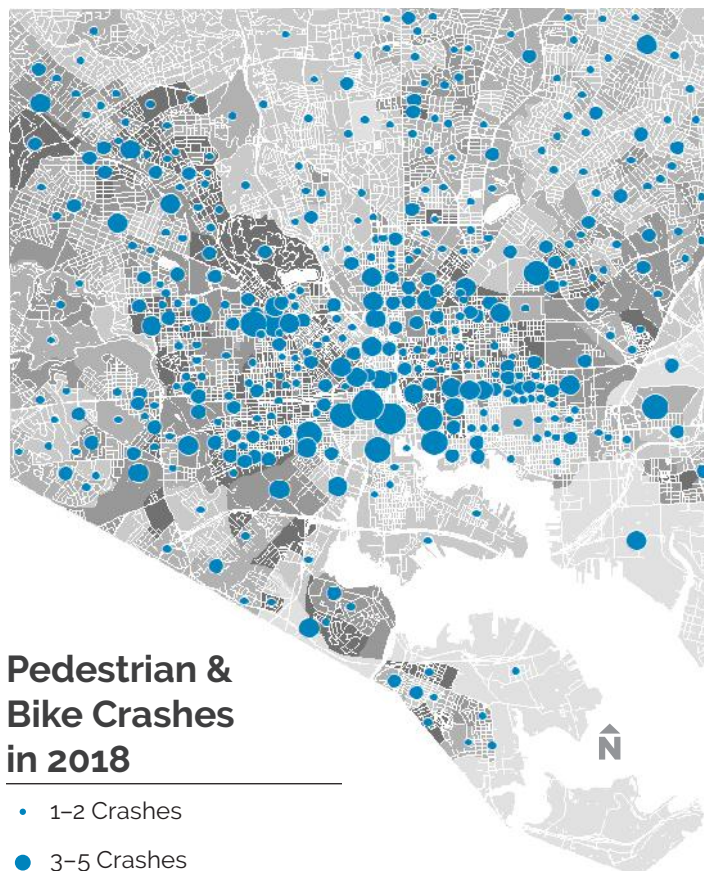 Pedestrian &
Bike Crashes
in 2018
N
1–2 Crashes
3–5 Crashes